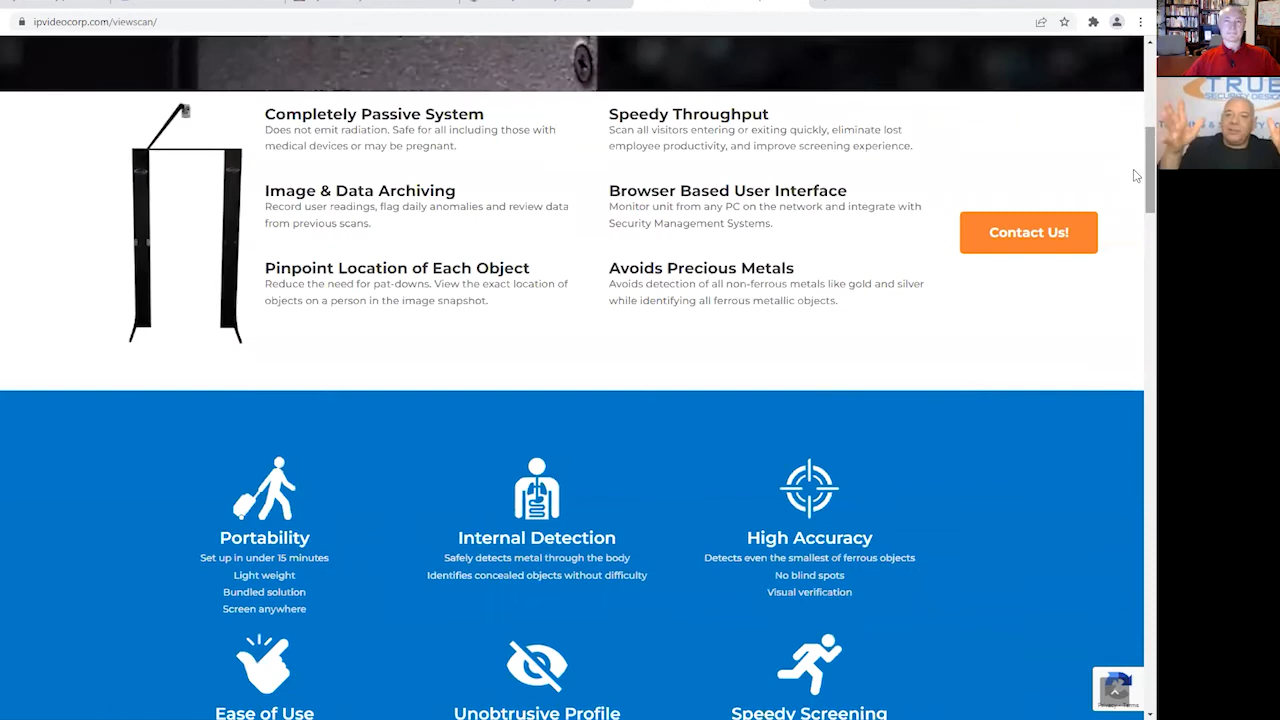 ipvideocorp.com/viewscan/
Completely Passive System
Does not emit radiation. Safe for all including those with
medical devices or may be pregnant.
Speedy Throughput
Scan all visitors entering or exiting quickly, eliminate lost
employee productivity, and improve screening experience.
Image & Data Archiving
Record user readings, flag daily anomalies and review data
from previous scans.
Browser Based User Interface
Monitor unit from any PC on the network and integrate with
Security Management Systems.
Contact Us!
Pinpoint Location of Each Object
Reduce the need for pat-downs. View the exact location of
objects on a person in the image snapshot.
Avoids Precious Metals
Avoids detection of all non-ferrous metals like gold and silver
while identifying all ferrous metallic objects.
TRUE
SECURITY DESIGN
Portability
Set up in under 15 minutes
Light weight
Bundled solution
Screen anywhere
Internal Detection
Safely detects metal through the body
Identifies concealed objects without difficulty
High Accuracy
Detects even the smallest of ferrous objects
No blind spots
Visual verification
Ease of Use
Unobtrusive Profile
Speedy Screening
Privacy - Terms